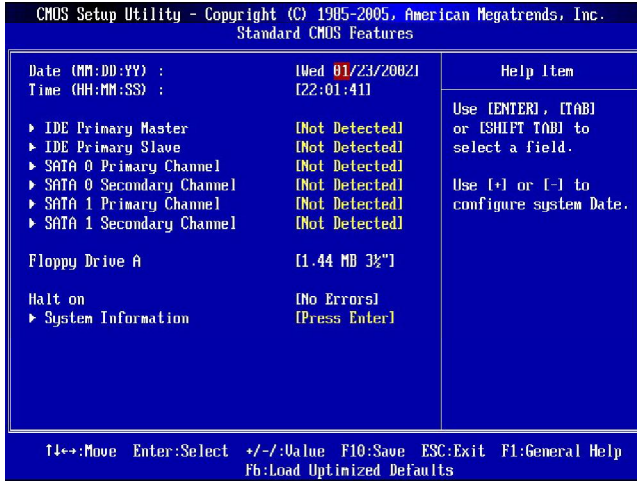 CMOS Setup Utility - Copyright (C) 1985-2005, American Megatrends, Inc.
Standard CMOS Features
Date (MM:DD:YY) : [Wed 01/23/2002]
Time (HH:MM:SS) : [22:01:41]
▶ IDE Primary Master [Not Detected]
▶ IDE Primary Slave [Not Detected]
▶ SATA 0 Primary Channel [Not Detected]
▶ SATA 0 Secondary Channel [Not Detected]
▶ SATA 1 Primary Channel [Not Detected]
▶ SATA 1 Secondary Channel [Not Detected]
Floppy Drive A [1.44 MB 3½"]
Halt on [No Errors]
▶ System Information [Press Enter]
Help Item
Use [ENTER], [TAB]
or [SHIFT TAB] to
select a field.
Use [+] or [-] to
configure system Date.
↑↓←→:Move Enter:Select +/-/:Value F10:Save ESC:Exit F1:General Help
F6:Load Optimized Defaults